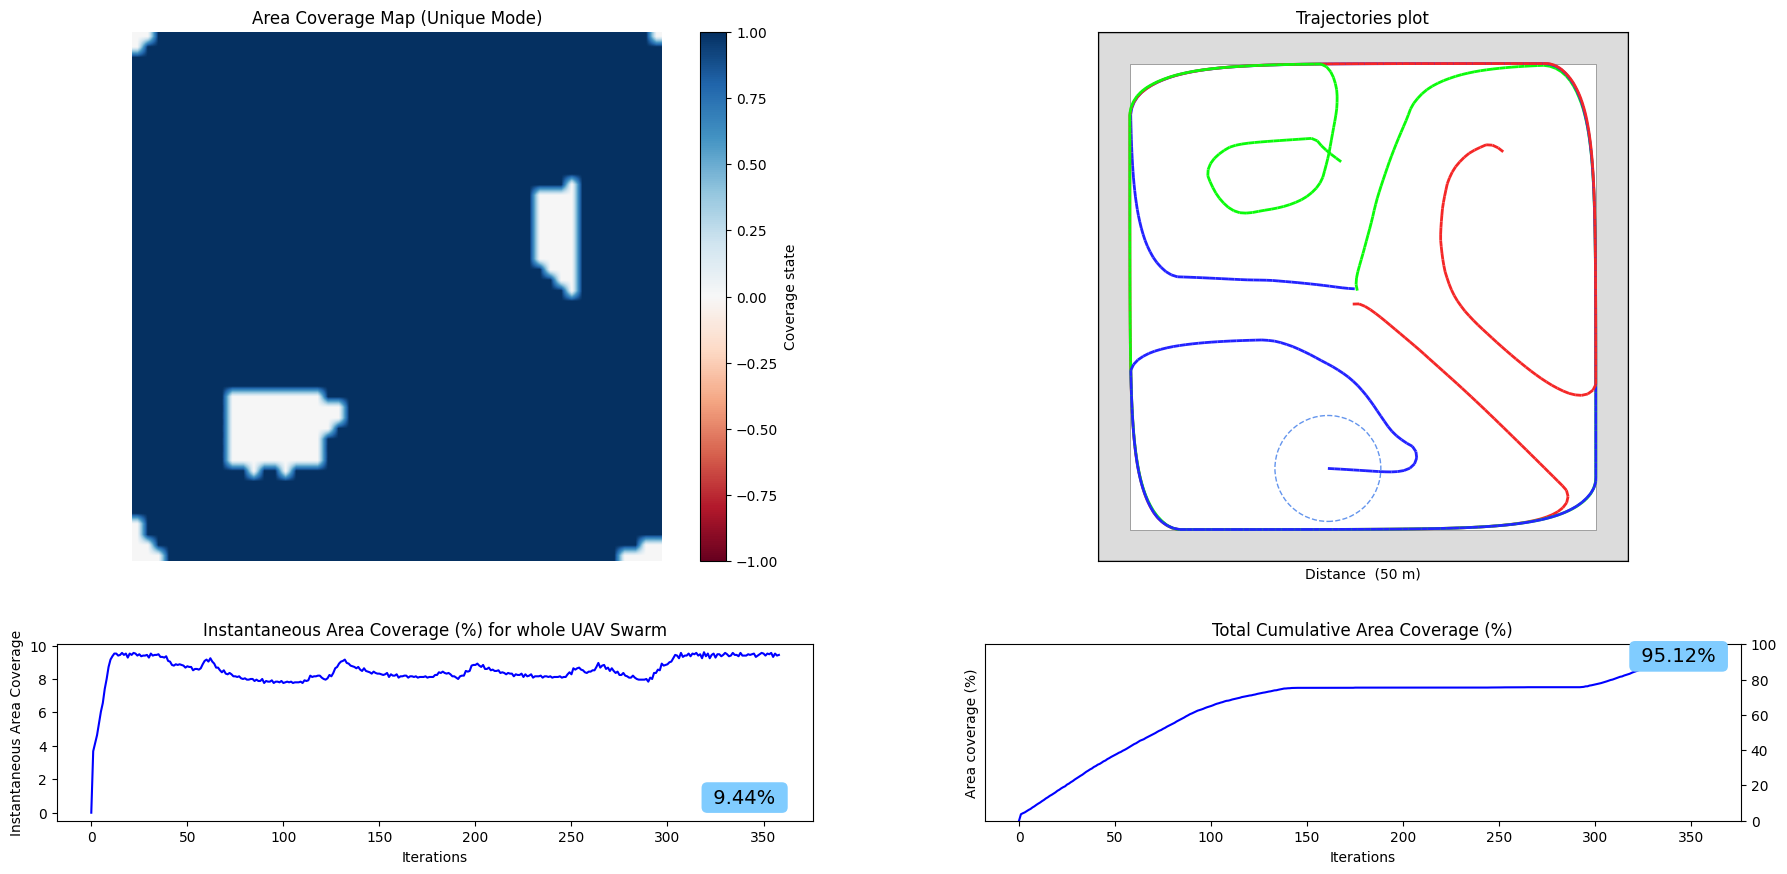 Area Coverage Map (Unique Mode)
1.00
0.75
0.50
0.25
0.00
−0.25
−0.50
−0.75
−1.00
Coverage state
Trajectories plot
Distance  (50 m)
Instantaneous Area Coverage (%) for whole UAV Swarm
Instantaneous Area Coverage
10
8
6
4
2
0
9.44%
0 50 100 150 200 250 300 350
Iterations
Total Cumulative Area Coverage (%)
Area coverage (%)
95.12%
100
80
60
40
20
0
0 50 100 150 200 250 300 350
Iterations